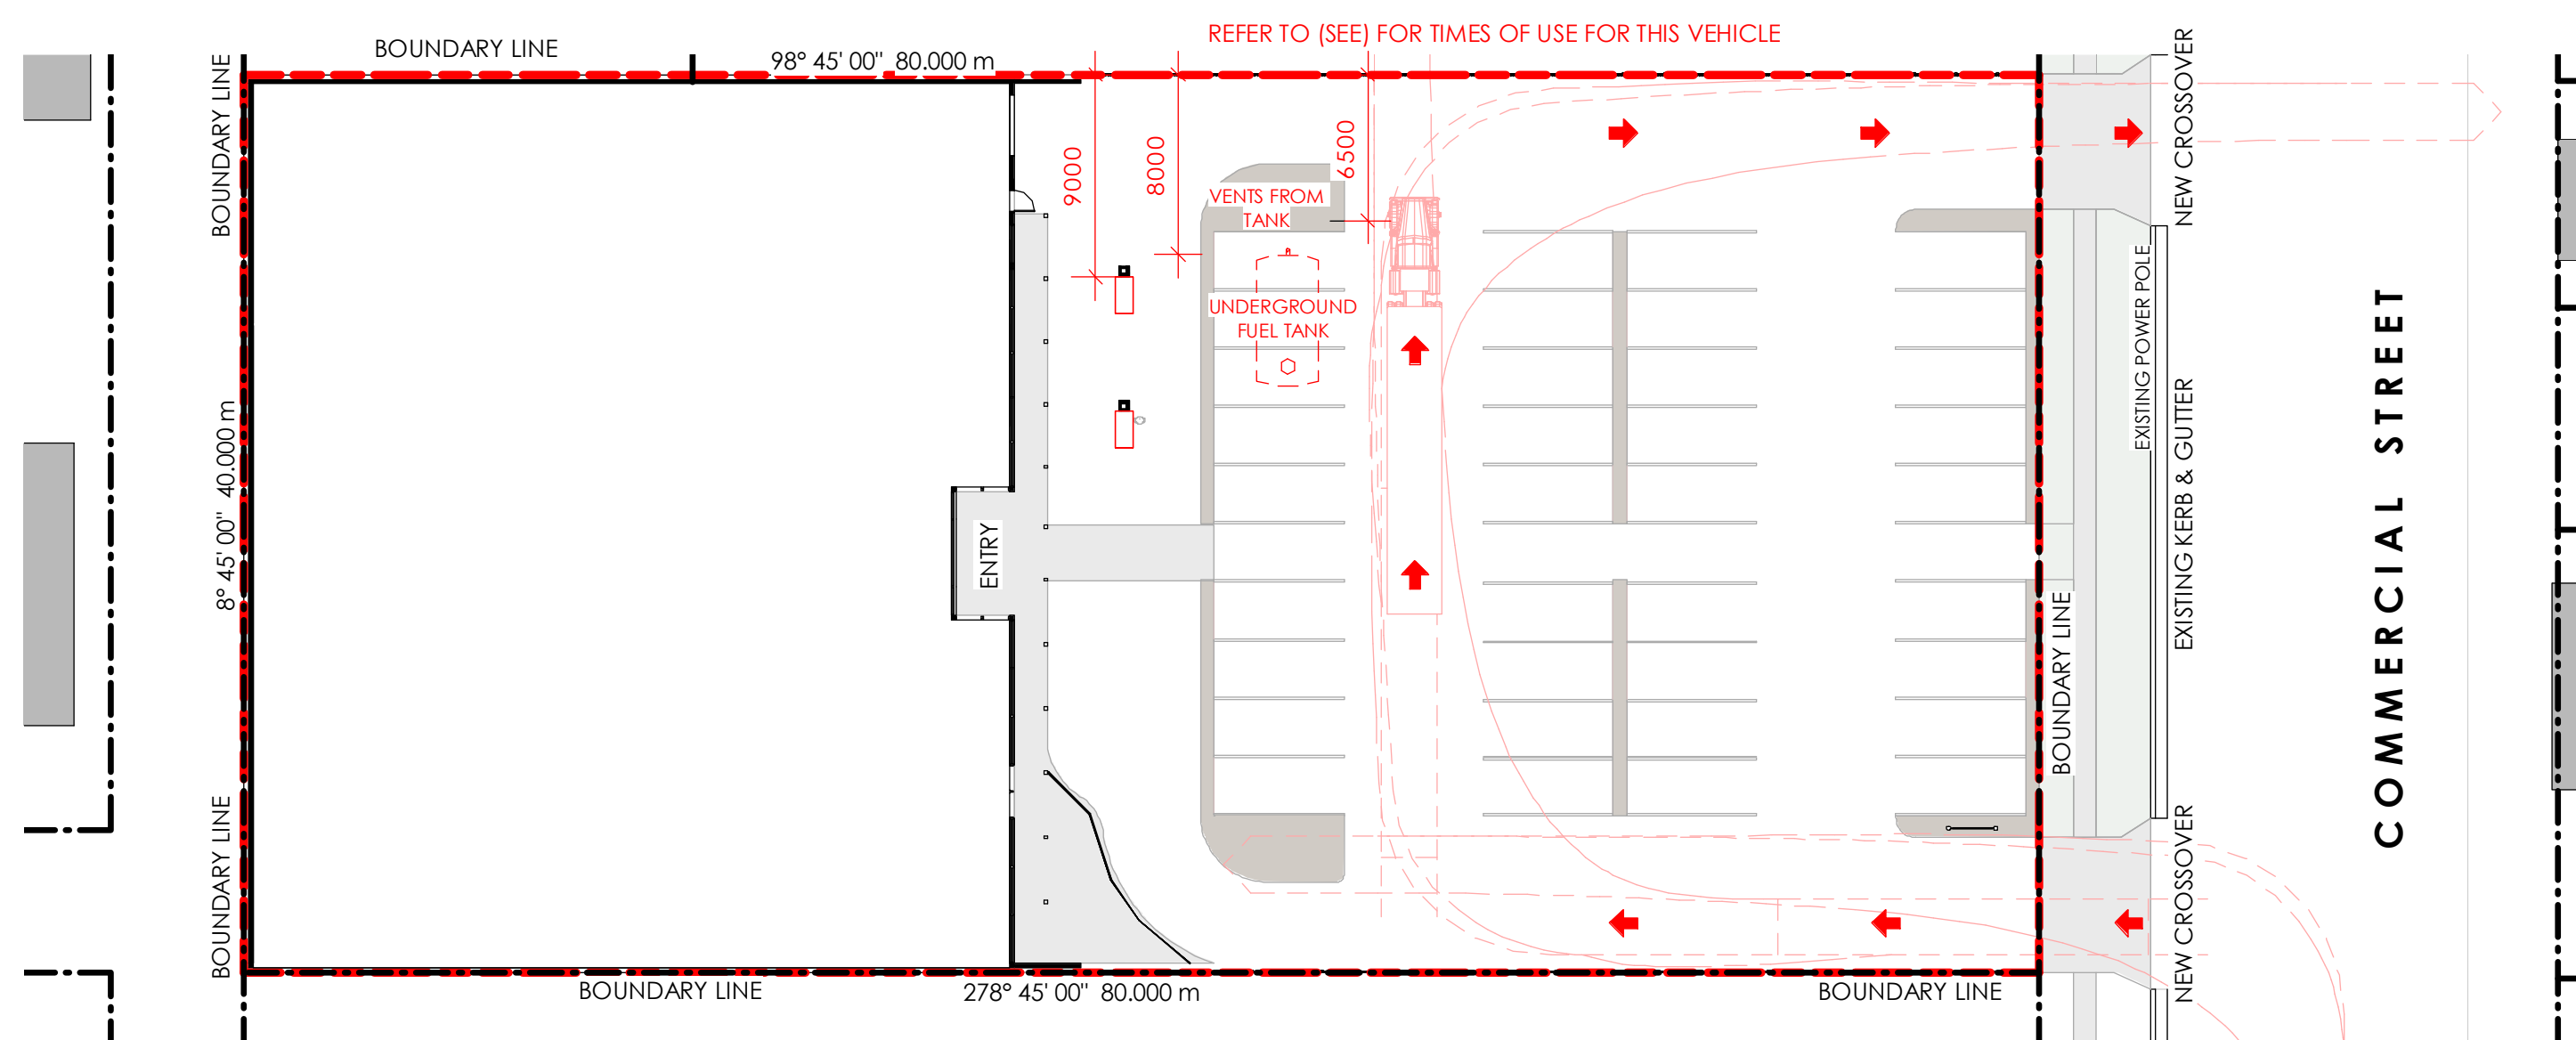 REFER TO (SEE) FOR TIMES OF USE FOR THIS VEHICLE
BOUNDARY LINE
98° 45' 00" 80.000 m
BOUNDARY LINE
NEW CROSSOVER
9000
8000
6500
VENTS FROM
TANK
UNDERGROUND
FUEL TANK
EXISTING POWER POLE
8° 45' 00" 40.000 m
ENTRY
EXISTING KERB & GUTTER
COMMERCIAL STREET
BOUNDARY LINE
BOUNDARY LINE
NEW CROSSOVER
BOUNDARY LINE
278° 45' 00" 80.000 m
BOUNDARY LINE